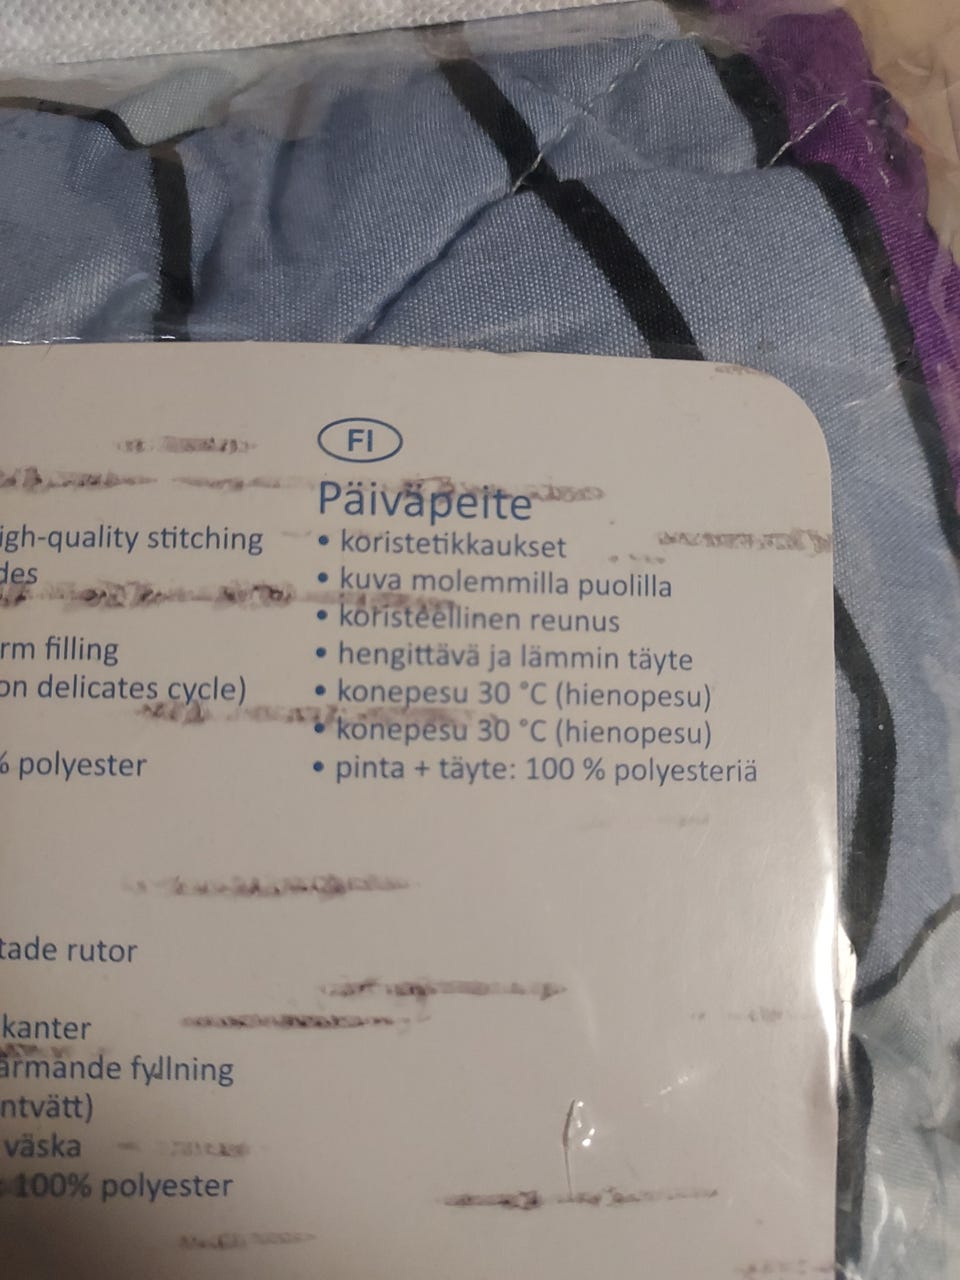 FI
Päiväpeite
• koristetikkaukset
• kuva molemmilla puolilla
• koristeellinen reunus
• hengittävä ja lämmin täyte
• konepesu 30 °C (hienopesu)
• konepesu 30 °C (hienopesu)
• pinta + täyte: 100 % polyesteriä
igh-quality stitching
des
rm filling
on delicates cycle)
% polyester
tade rutor
kanter
ärmande fyllning
ntvätt)
väska
100% polyester